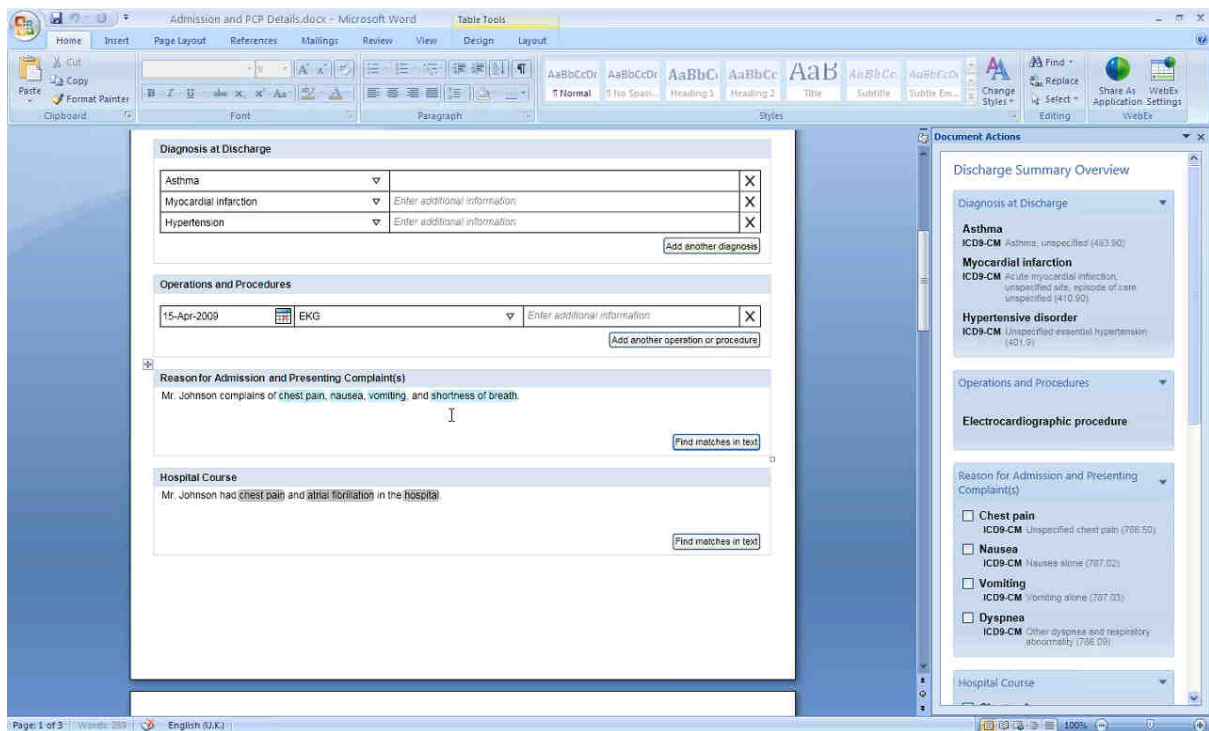 Admission and PCP Details.docx - Microsoft Word
Table Tools
Home Insert Page Layout References Mailings Review View Design Layout
Cut
Copy
Format Painter
Paste
Clipboard
Font
Paragraph
AaBbCcDc AaBbCcDc AaBbC AaBbCc AaB AaBbCc. AaBbCcDc
¶ Normal ¶ No Spaci... Heading 1 Heading 2 Title Subtitle Subtle Em...
Change Styles
Styles
Find
Replace
Select
Editing
Share As Application
WebEx Settings
WebEx
Diagnosis at Discharge
Asthma X
Myocardial infarction Enter additional information X
Hypertension Enter additional information X
Add another diagnosis
Operations and Procedures
15-Apr-2009 EKG Enter additional information X
Add another operation or procedure
Reason for Admission and Presenting Complaint(s)
Mr. Johnson complains of chest pain, nausea, vomiting, and shortness of breath.
Find matches in text
Hospital Course
Mr. Johnson had chest pain and atrial fibrillation in the hospital.
Find matches in text
Document Actions
Discharge Summary Overview
Diagnosis at Discharge
Asthma
ICD9-CM Asthma, unspecified (493.90)
Myocardial infarction
ICD9-CM Acute myocardial infarction,
unspecified site, episode of care
unspecified (410.90)
Hypertensive disorder
ICD9-CM Unspecified essential hypertension
(401.9)
Operations and Procedures
Electrocardiographic procedure
Reason for Admission and Presenting
Complaint(s)
Chest pain
ICD9-CM Unspecified chest pain (786.50)
Nausea
ICD9-CM Nausea alone (787.02)
Vomiting
ICD9-CM Vomiting alone (787.03)
Dyspnea
ICD9-CM Other dyspnea and respiratory
abnormality (786.09)
Hospital Course
Page: 1 of 3 Words: 269 English (U.K.) 100%